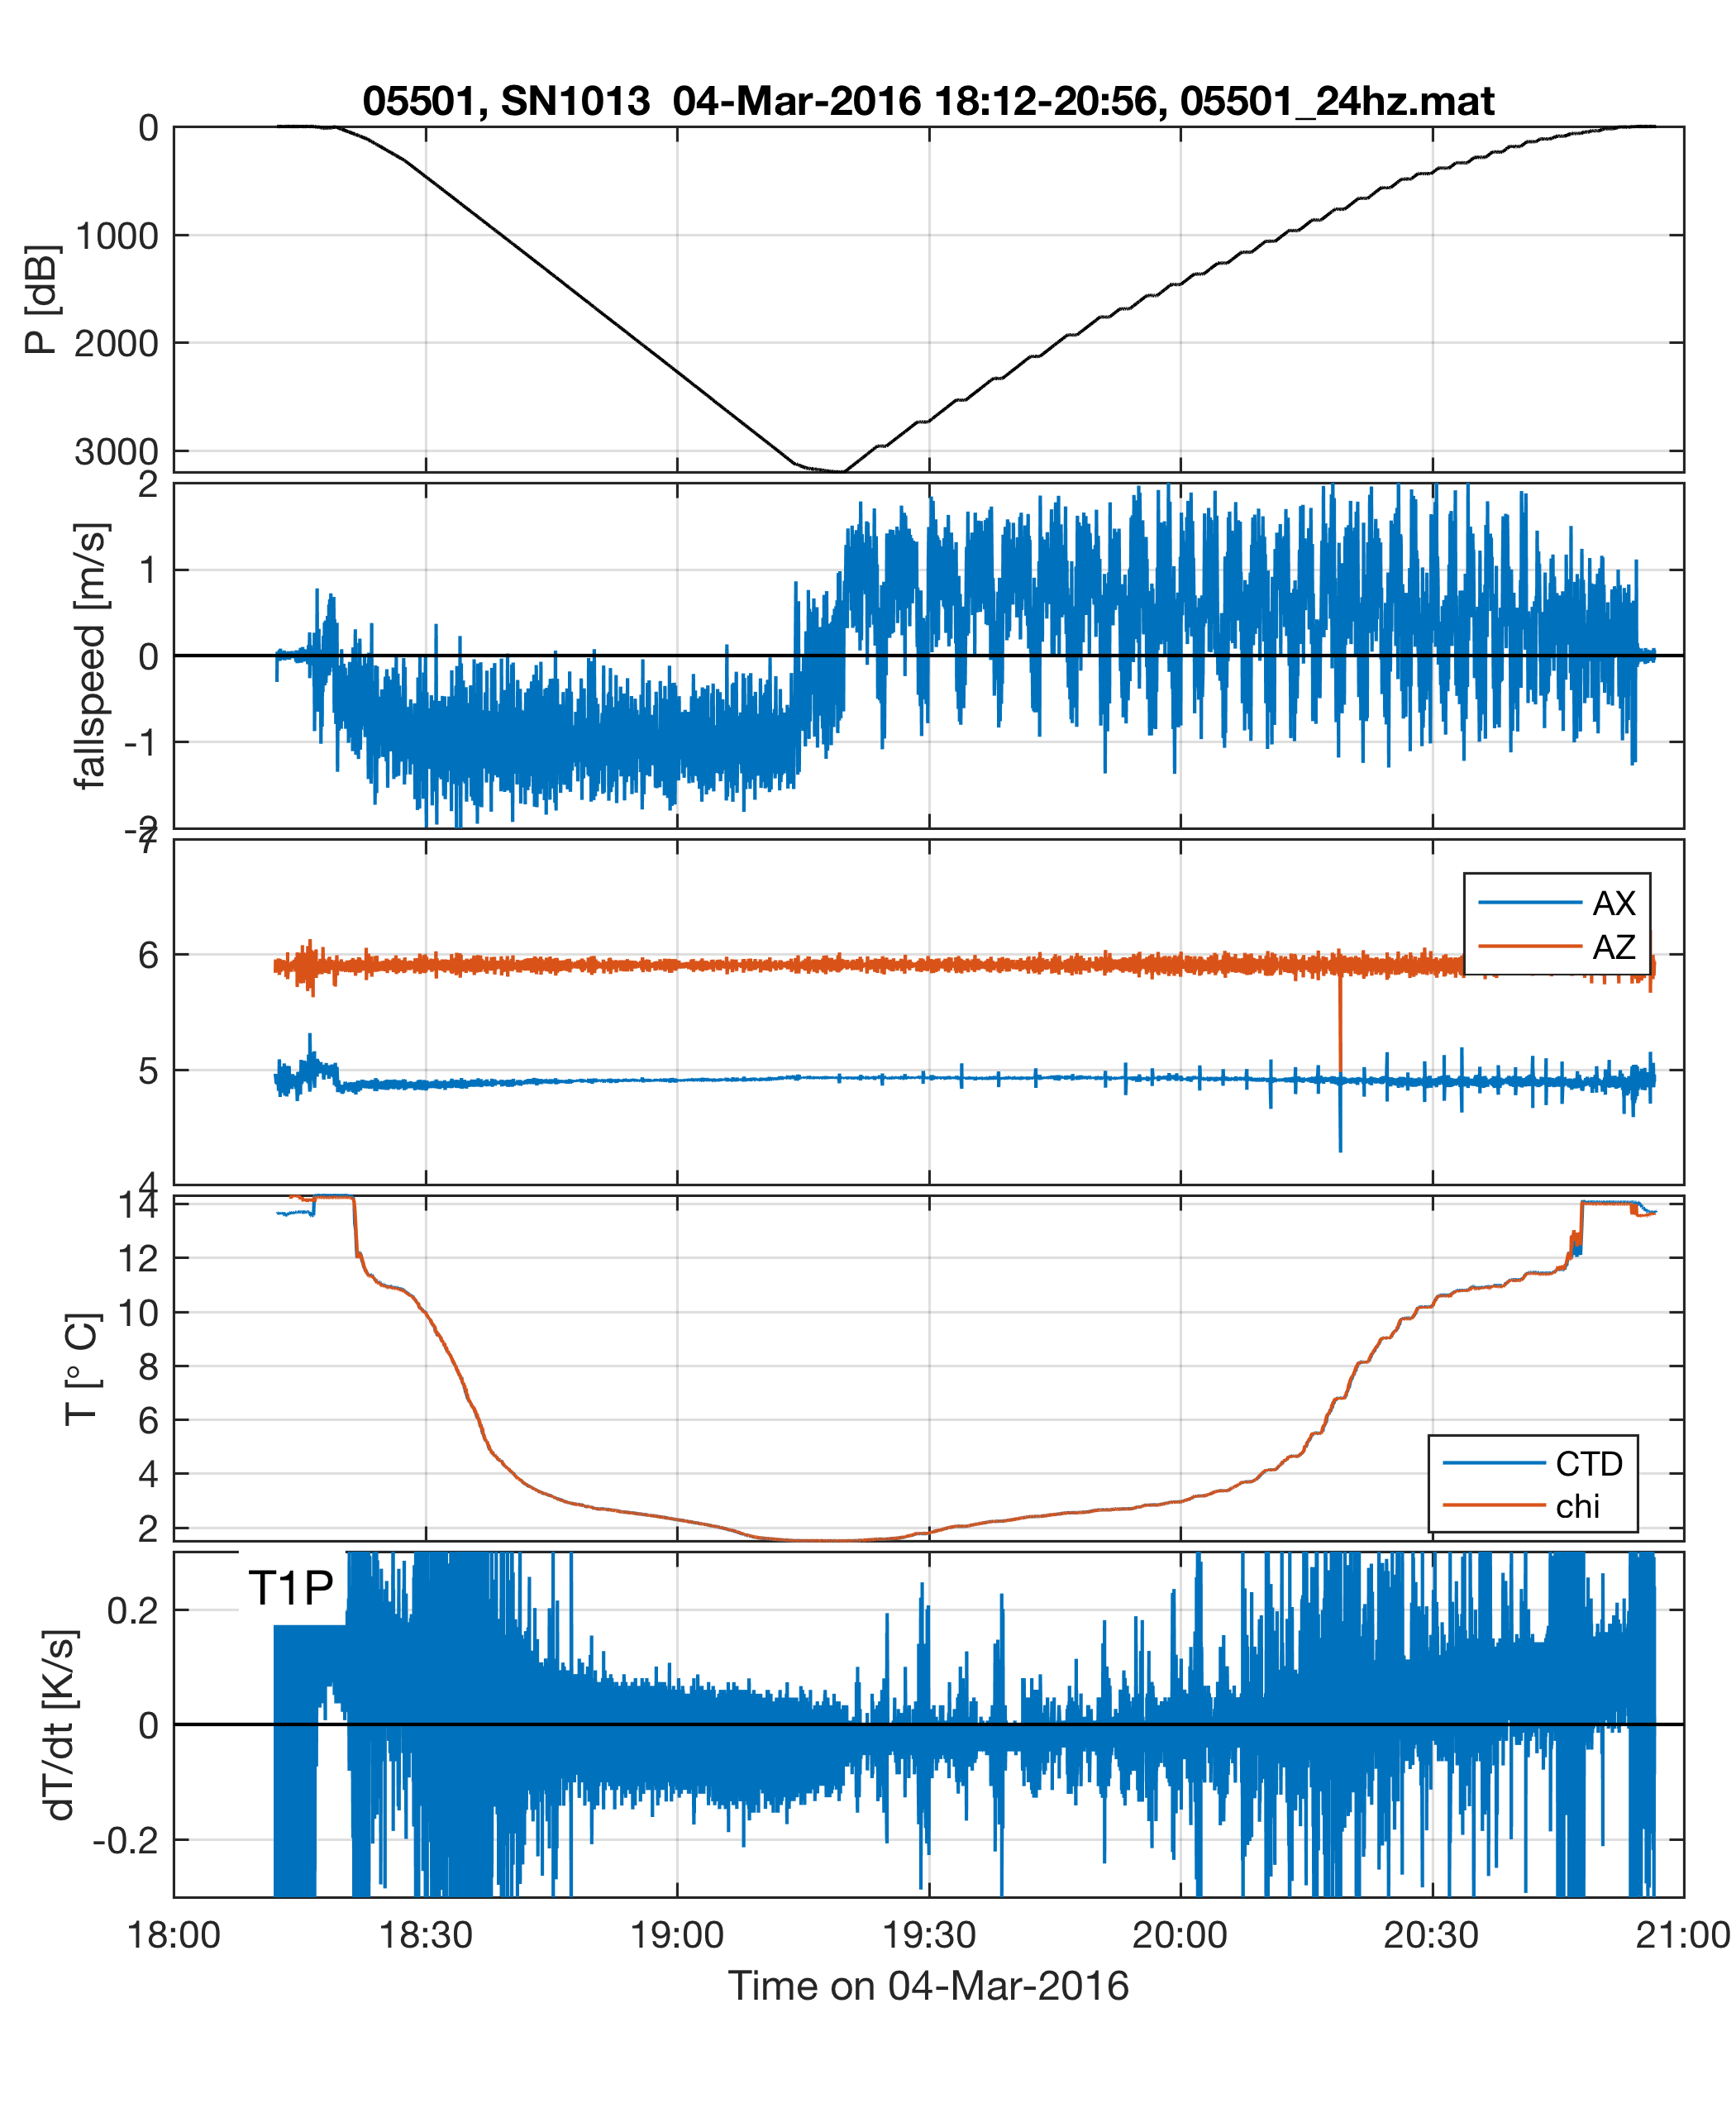 05501, SN1013  04-Mar-2016 18:12-20:56, 05501_24hz.mat
0
1000
2000
3000
P [dB]
2
1
0
-1
-2
fallspeed [m/s]
7
6
5
4
AX
AZ
14
12
10
8
6
4
2
T [° C]
CTD
chi
T1P
0.2
0
-0.2
dT/dt [K/s]
18:00 18:30 19:00 19:30 20:00 20:30 21:00
Time on 04-Mar-2016